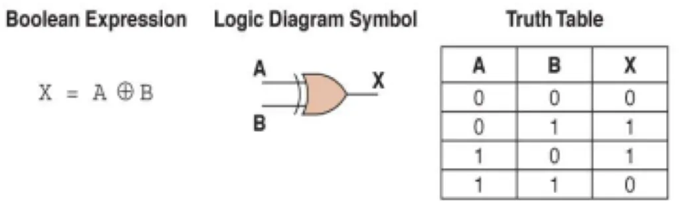 Boolean Expression
Logic Diagram Symbol
Truth Table
X = A ⊕ B
A
B
X
A B X
0 0 0
0 1 1
1 0 1
1 1 0